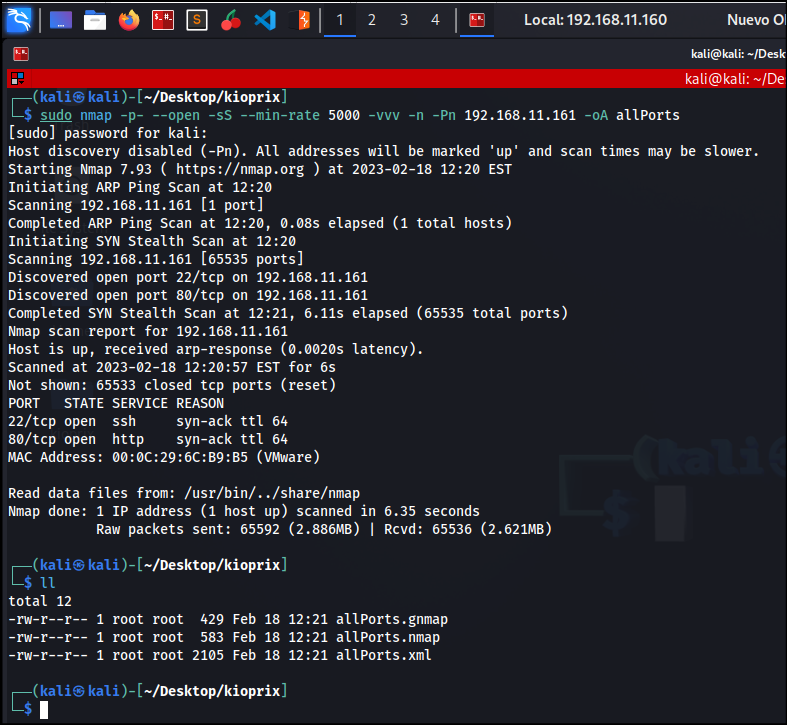 1 2 3 4 Local: 192.168.11.160 Nuevo
kali@kali: ~/Desk
kali@kali: ~/De
┌──(kali㉿kali)-[~/Desktop/kioprix]
└─$ sudo nmap -p- --open -sS --min-rate 5000 -vvv -n -Pn 192.168.11.161 -oA allPorts
[sudo] password for kali:
Host discovery disabled (-Pn). All addresses will be marked 'up' and scan times may be slower.
Starting Nmap 7.93 ( https://nmap.org ) at 2023-02-18 12:20 EST
Initiating ARP Ping Scan at 12:20
Scanning 192.168.11.161 [1 port]
Completed ARP Ping Scan at 12:20, 0.08s elapsed (1 total hosts)
Initiating SYN Stealth Scan at 12:20
Scanning 192.168.11.161 [65535 ports]
Discovered open port 22/tcp on 192.168.11.161
Discovered open port 80/tcp on 192.168.11.161
Completed SYN Stealth Scan at 12:21, 6.11s elapsed (65535 total ports)
Nmap scan report for 192.168.11.161
Host is up, received arp-response (0.0020s latency).
Scanned at 2023-02-18 12:20:57 EST for 6s
Not shown: 65533 closed tcp ports (reset)
PORT   STATE SERVICE REASON
22/tcp open  ssh     syn-ack ttl 64
80/tcp open  http    syn-ack ttl 64
MAC Address: 00:0C:29:6C:B9:B5 (VMware)
Read data files from: /usr/bin/../share/nmap
Nmap done: 1 IP address (1 host up) scanned in 6.35 seconds
           Raw packets sent: 65592 (2.886MB) | Rcvd: 65536 (2.621MB)
┌──(kali㉿kali)-[~/Desktop/kioprix]
└─$ ll
total 12
-rw-r--r-- 1 root root  429 Feb 18 12:21 allPorts.gnmap
-rw-r--r-- 1 root root  583 Feb 18 12:21 allPorts.nmap
-rw-r--r-- 1 root root 2105 Feb 18 12:21 allPorts.xml
┌──(kali㉿kali)-[~/Desktop/kioprix]
└─$